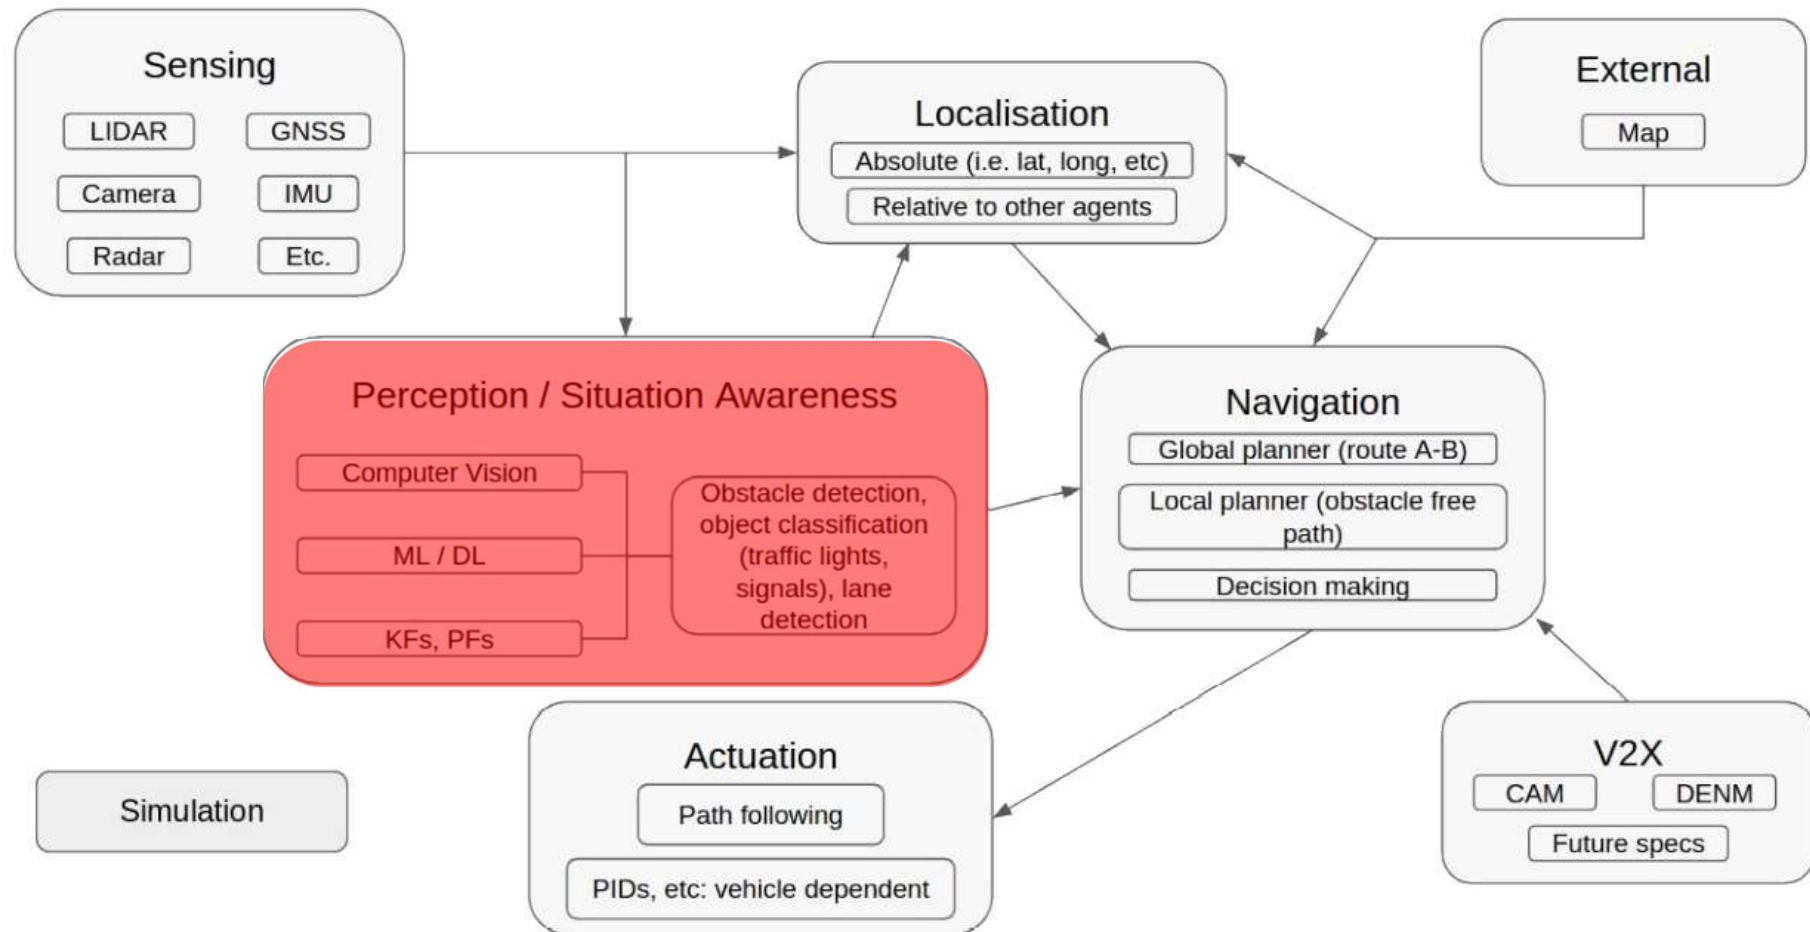 Sensing
LIDAR
GNSS
Camera
IMU
Radar
Etc.
Localisation
Absolute (i.e. lat, long, etc)
Relative to other agents
External
Map
Perception / Situation Awareness
Computer Vision
ML / DL
KFs, PFs
Obstacle detection,
object classification
(traffic lights,
signals), lane
detection
Navigation
Global planner (route A-B)
Local planner (obstacle free
path)
Decision making
Simulation
Actuation
Path following
PIDs, etc: vehicle dependent
V2X
CAM
DENM
Future specs